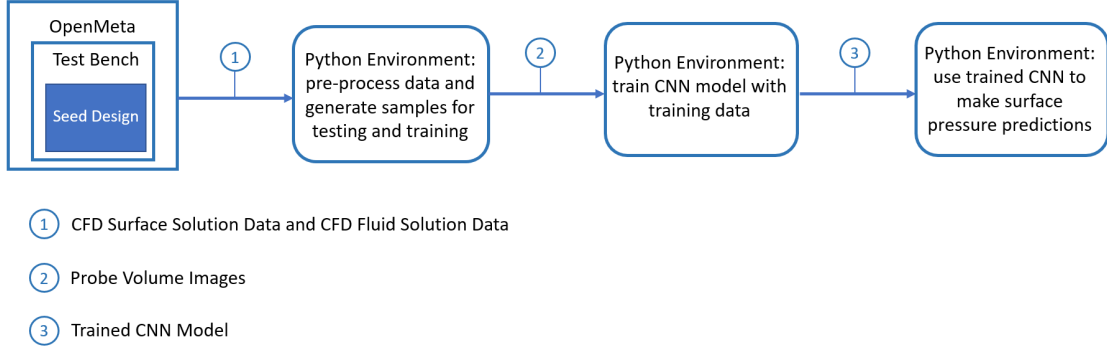 OpenMeta
Test Bench
Seed Design
1
Python Environment:
pre-process data and
generate samples for
testing and training
2
Python Environment:
train CNN model with
training data
3
Python Environment:
use trained CNN to
make surface
pressure predictions
1 CFD Surface Solution Data and CFD Fluid Solution Data
2 Probe Volume Images
3 Trained CNN Model